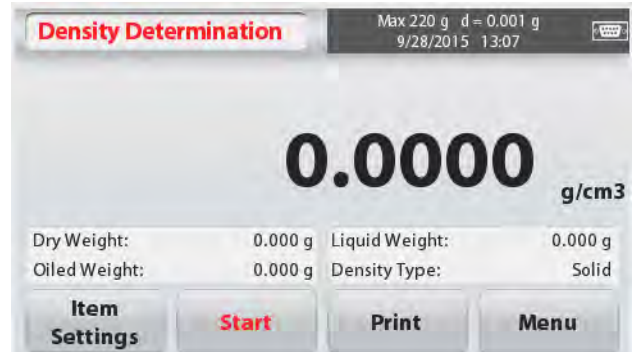 Density Determination
Max 220 g d = 0.001 g
9/28/2015 13:07
0.0000
g/cm3
Dry Weight: 0.000 g Liquid Weight: 0.000 g
Oiled Weight: 0.000 g Density Type: Solid
Item
Settings
Start
Print
Menu